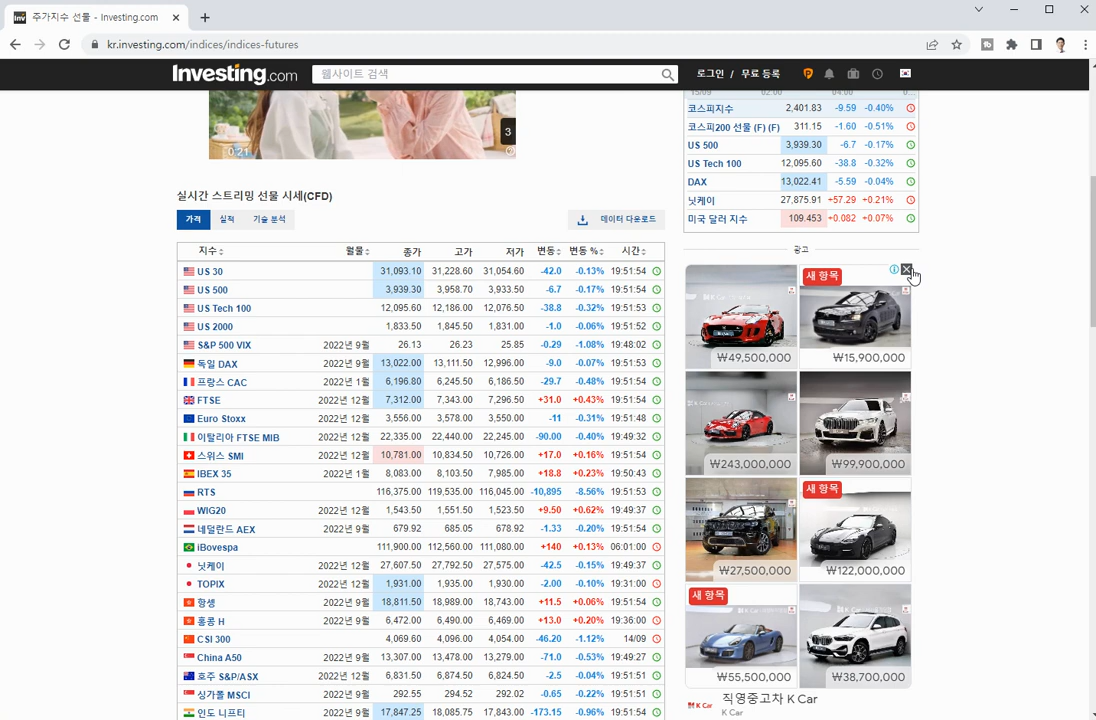 주가지수 선물 - Investing.com
kr.investing.com/indices/indices-futures
Investing.com
웹사이트 검색
로그인 / 무료 등록
3
0:21
15/09 02:00 04:00
코스피지수 2,401.83 -9.59 -0.40%
코스피200 선물 (F) (F) 311.15 -1.60 -0.51%
US 500 3,939.30 -6.7 -0.17%
US Tech 100 12,095.60 -38.8 -0.32%
DAX 13,022.41 -5.59 -0.04%
닛케이 27,875.91 +57.29 +0.21%
미국 달러 지수 109.453 +0.082 +0.07%
실시간 스트리밍 선물 시세(CFD)
가격 실적 기술 분석
데이터 다운로드
지수 월물 종가 고가 저가 변동 변동 % 시간
US 30 31,093.10 31,228.60 31,054.60 -42.0 -0.13% 19:51:54
US 500 3,939.30 3,958.70 3,933.50 -6.7 -0.17% 19:51:54
US Tech 100 12,095.60 12,186.00 12,076.50 -38.8 -0.32% 19:51:53
US 2000 1,833.50 1,845.50 1,831.00 -1.0 -0.06% 19:51:52
S&P 500 VIX 2022년 9월 26.13 26.23 25.85 -0.29 -1.08% 19:48:02
독일 DAX 2022년 9월 13,022.00 13,111.50 12,996.00 -9.0 -0.07% 19:51:53
프랑스 CAC 2022년 1월 6,196.80 6,245.50 6,186.50 -29.7 -0.48% 19:51:54
FTSE 2022년 12월 7,312.00 7,343.00 7,296.50 +31.0 +0.43% 19:51:54
Euro Stoxx 2022년 12월 3,556.00 3,578.00 3,550.00 -11 -0.31% 19:51:48
이탈리아 FTSE MIB 2022년 12월 22,335.00 22,440.00 22,245.00 -90.00 -0.40% 19:49:32
스위스 SMI 2022년 12월 10,781.00 10,834.50 10,726.00 +17.0 +0.16% 19:51:54
IBEX 35 2022년 1월 8,083.00 8,103.50 7,985.00 +18.8 +0.23% 19:50:43
RTS 116,375.00 119,535.00 116,045.00 -10,895 -8.56% 19:51:53
WIG20 2022년 9월 1,543.50 1,551.50 1,523.50 +9.50 +0.62% 19:49:37
네덜란드 AEX 2022년 9월 679.92 685.05 678.92 -1.33 -0.20% 19:51:54
iBovespa 111,900.00 112,560.00 111,080.00 +140 +0.13% 06:01:00
닛케이 2022년 12월 27,607.50 27,792.50 27,575.00 -42.5 -0.15% 19:49:37
TOPIX 2022년 12월 1,931.00 1,935.00 1,930.00 -2.00 -0.10% 19:31:00
항셍 2022년 9월 18,811.50 18,989.00 18,743.00 +11.5 +0.06% 19:51:54
홍콩 H 2022년 9월 6,472.00 6,490.00 6,469.00 +13.0 +0.20% 19:36:00
CSI 300 4,069.60 4,096.00 4,054.00 -46.20 -1.12% 14/09
China A50 2022년 9월 13,307.00 13,478.00 13,279.00 -71.0 -0.53% 19:49:27
호주 S&P/ASX 2022년 9월 6,831.50 6,874.50 6,824.50 -2.5 -0.04% 19:51:51
싱가폴 MSCI 2022년 9월 292.55 294.52 292.02 -0.65 -0.22% 19:51:51
인도 니프티 2022년 9월 17,847.25 18,085.75 17,843.00 -173.15 -0.96% 19:51:54
광고
새 항목
₩49,500,000 ₩15,900,000
₩243,000,000 ₩99,900,000
새 항목
₩27,500,000 ₩122,000,000
새 항목
₩55,500,000 ₩38,700,000
K Car 직영중고차 K Car
K Car